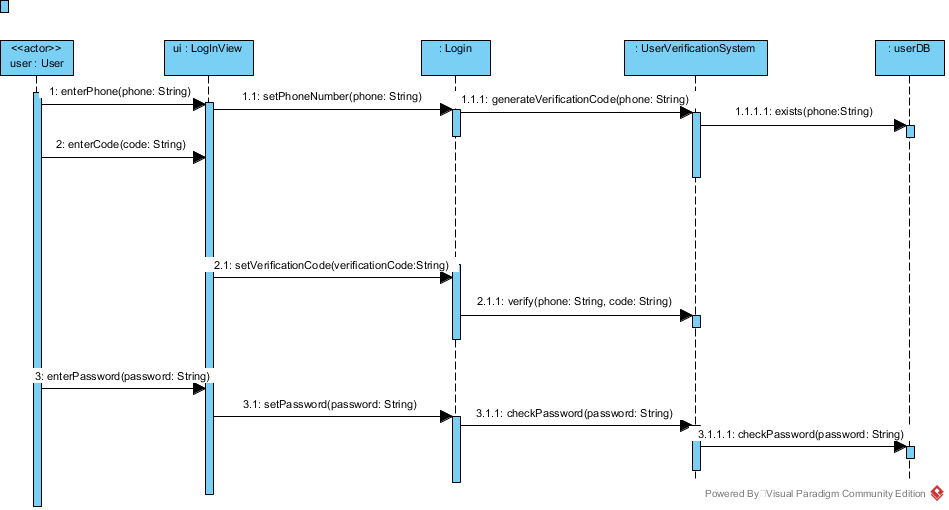 <<actor>>
user : User
ui : LogInView
: Login
: UserVerificationSystem
: userDB
1: enterPhone(phone: String)
1.1: setPhoneNumber(phone: String)
1.1.1: generateVerificationCode(phone: String)
1.1.1.1: exists(phone:String)
2: enterCode(code: String)
2.1: setVerificationCode(verificationCode:String)
2.1.1: verify(phone: String, code: String)
3: enterPassword(password: String)
3.1: setPassword(password: String)
3.1.1: checkPassword(password: String)
3.1.1.1: checkPassword(password: String)
Powered By Visual Paradigm Community Edition